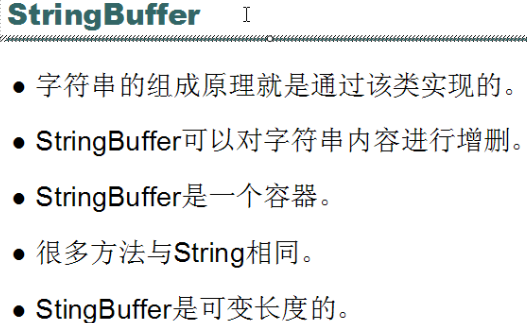 StringBuffer
● 字符串的组成原理就是通过该类实现的。
● StringBuffer可以对字符串内容进行增删。
● StringBuffer是一个容器。
● 很多方法与String相同。
● StingBuffer是可变长度的。